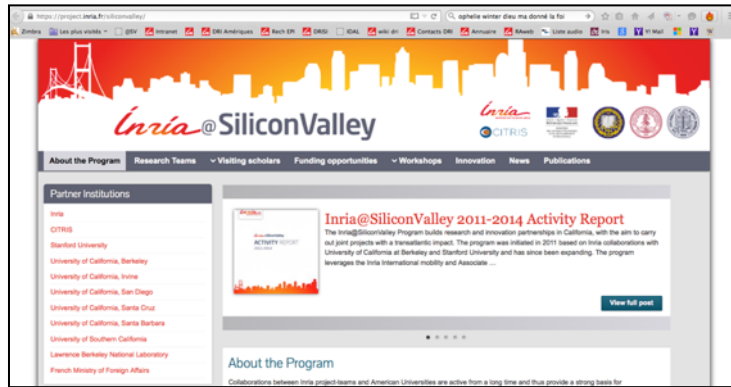 https://project.inria.fr/siliconvalley/
ophelie winter dieu ma donné la foi
Zimbra Les plus visités @SV Intranet DRI Amériques Rech EPI DRISI IDAL wiki dri Contacts DRI Annuaire RAweb Liste audio Iris Y! Mail
inria@SiliconValley
inria
CITRIS
About the Program Research Teams Visiting scholars Funding opportunities Workshops Innovation News Publications
Partner Institutions
Inria
CITRIS
Stanford University
University of California, Berkeley
University of California, Irvine
University of California, San Diego
University of California, Santa Cruz
University of California, Santa Barbara
University of Southern California
Lawrence Berkeley National Laboratory
French Ministry of Foreign Affairs
ACTIVITY REPORT
Inria@SiliconValley 2011-2014 Activity Report
The Inria@SiliconValley Program builds research and innovation partnerships in California, with the aim to carry
out joint projects with a transatlantic impact. The program was initiated in 2011 based on Inria collaborations with
University of California at Berkeley and Stanford University and has since been expanding. The program
leverages the Inria International mobility and Associate ...
View full post
About the Program
Collaborations between Inria project-teams and American Universities are active from a long time and thus provide a strong basis for